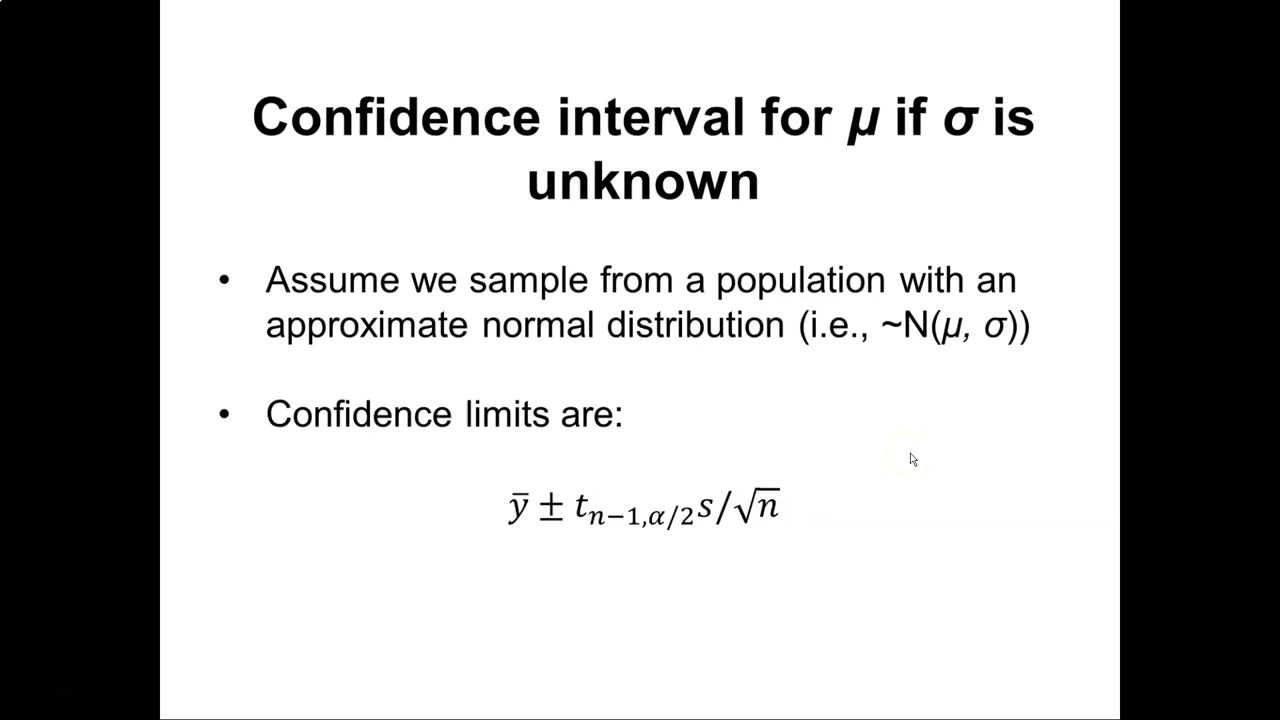 Confidence interval for μ if σ is
unknown
• Assume we sample from a population with an
approximate normal distribution (i.e., ~N(μ, σ))
• Confidence limits are:
ȳ ± tₙ₋₁,α/₂ s/√n